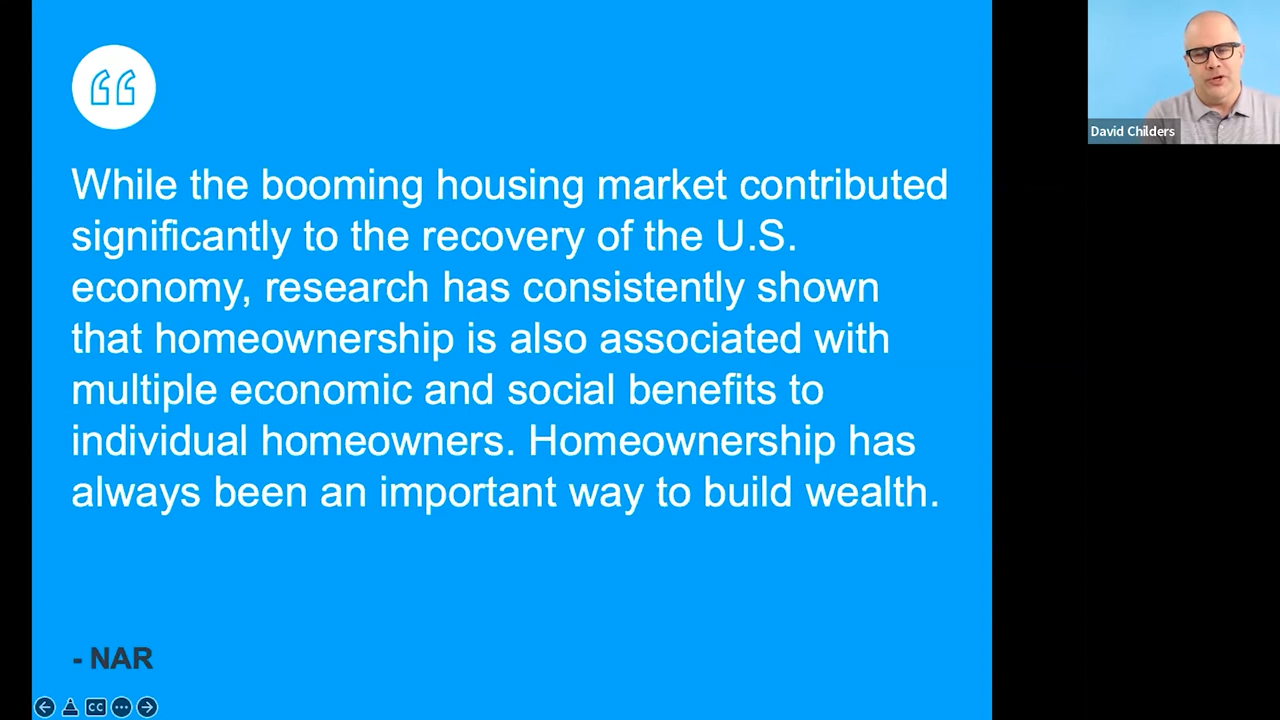 While the booming housing market contributed
significantly to the recovery of the U.S.
economy, research has consistently shown
that homeownership is also associated with
multiple economic and social benefits to
individual homeowners. Homeownership has
always been an important way to build wealth.
- NAR
CC
David Childers